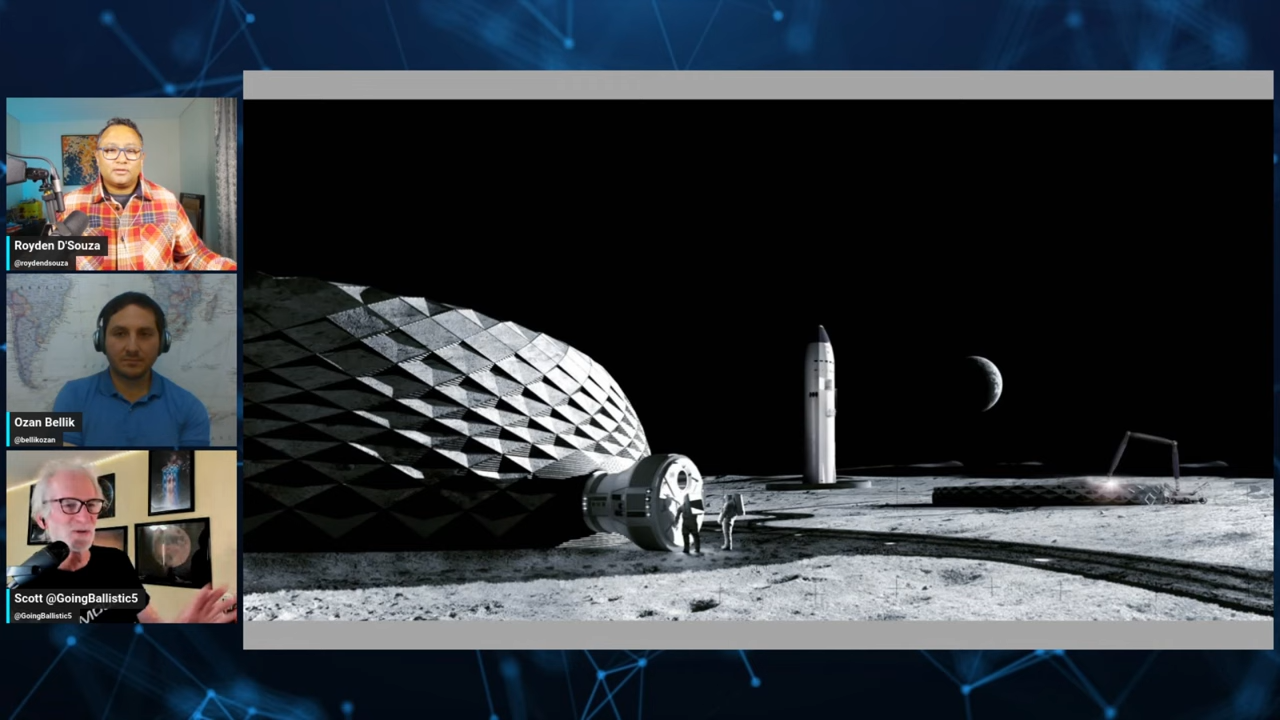 Royden D'Souza
@roydendsouza
Ozan Bellik
@bellikozan
Scott @GoingBallistic5
@GoingBallistic5